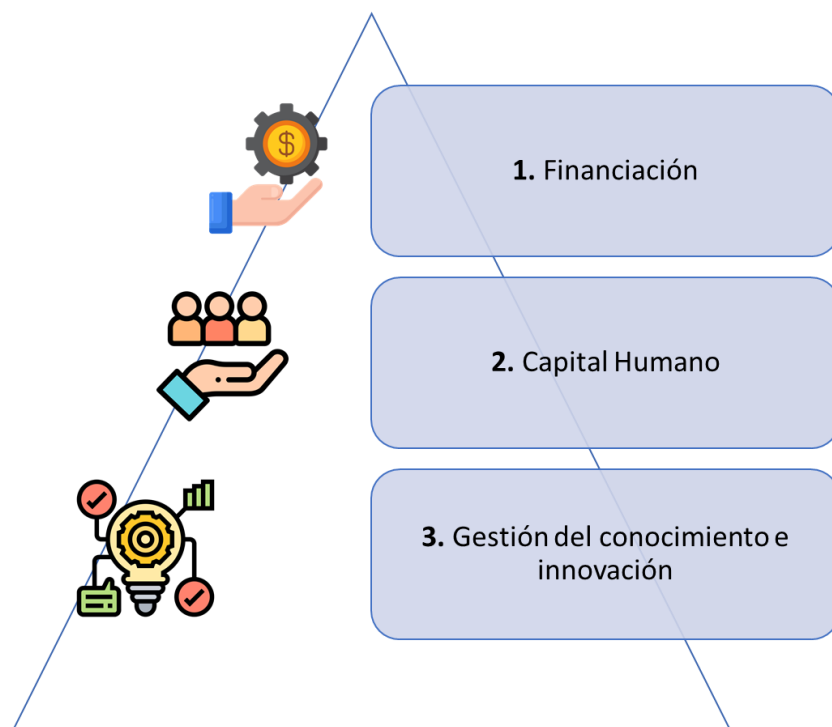 $
1. Financiación
2. Capital Humano
3. Gestión del conocimiento e
innovación